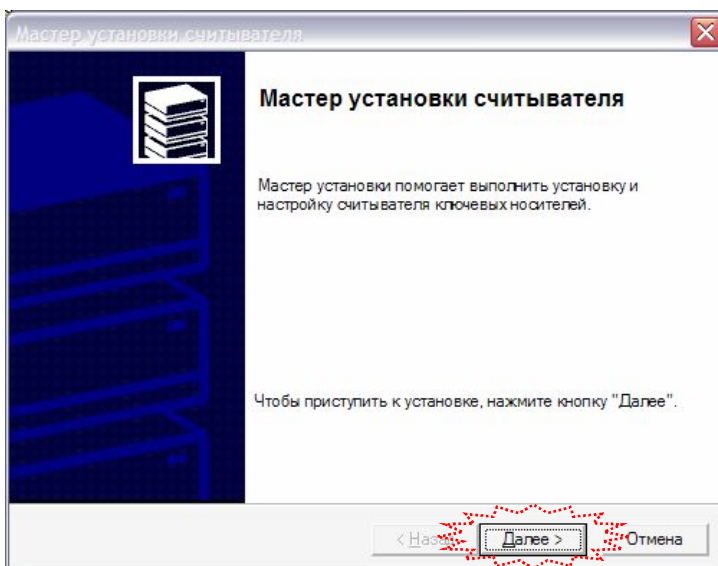 Мастер установки считывателя
Мастер установки считывателя
Мастер установки помогает выполнить установку и
настройку считывателя ключевых носителей.
Чтобы приступить к установке, нажмите кнопку "Далее".
< Назад
Далее >
Отмена